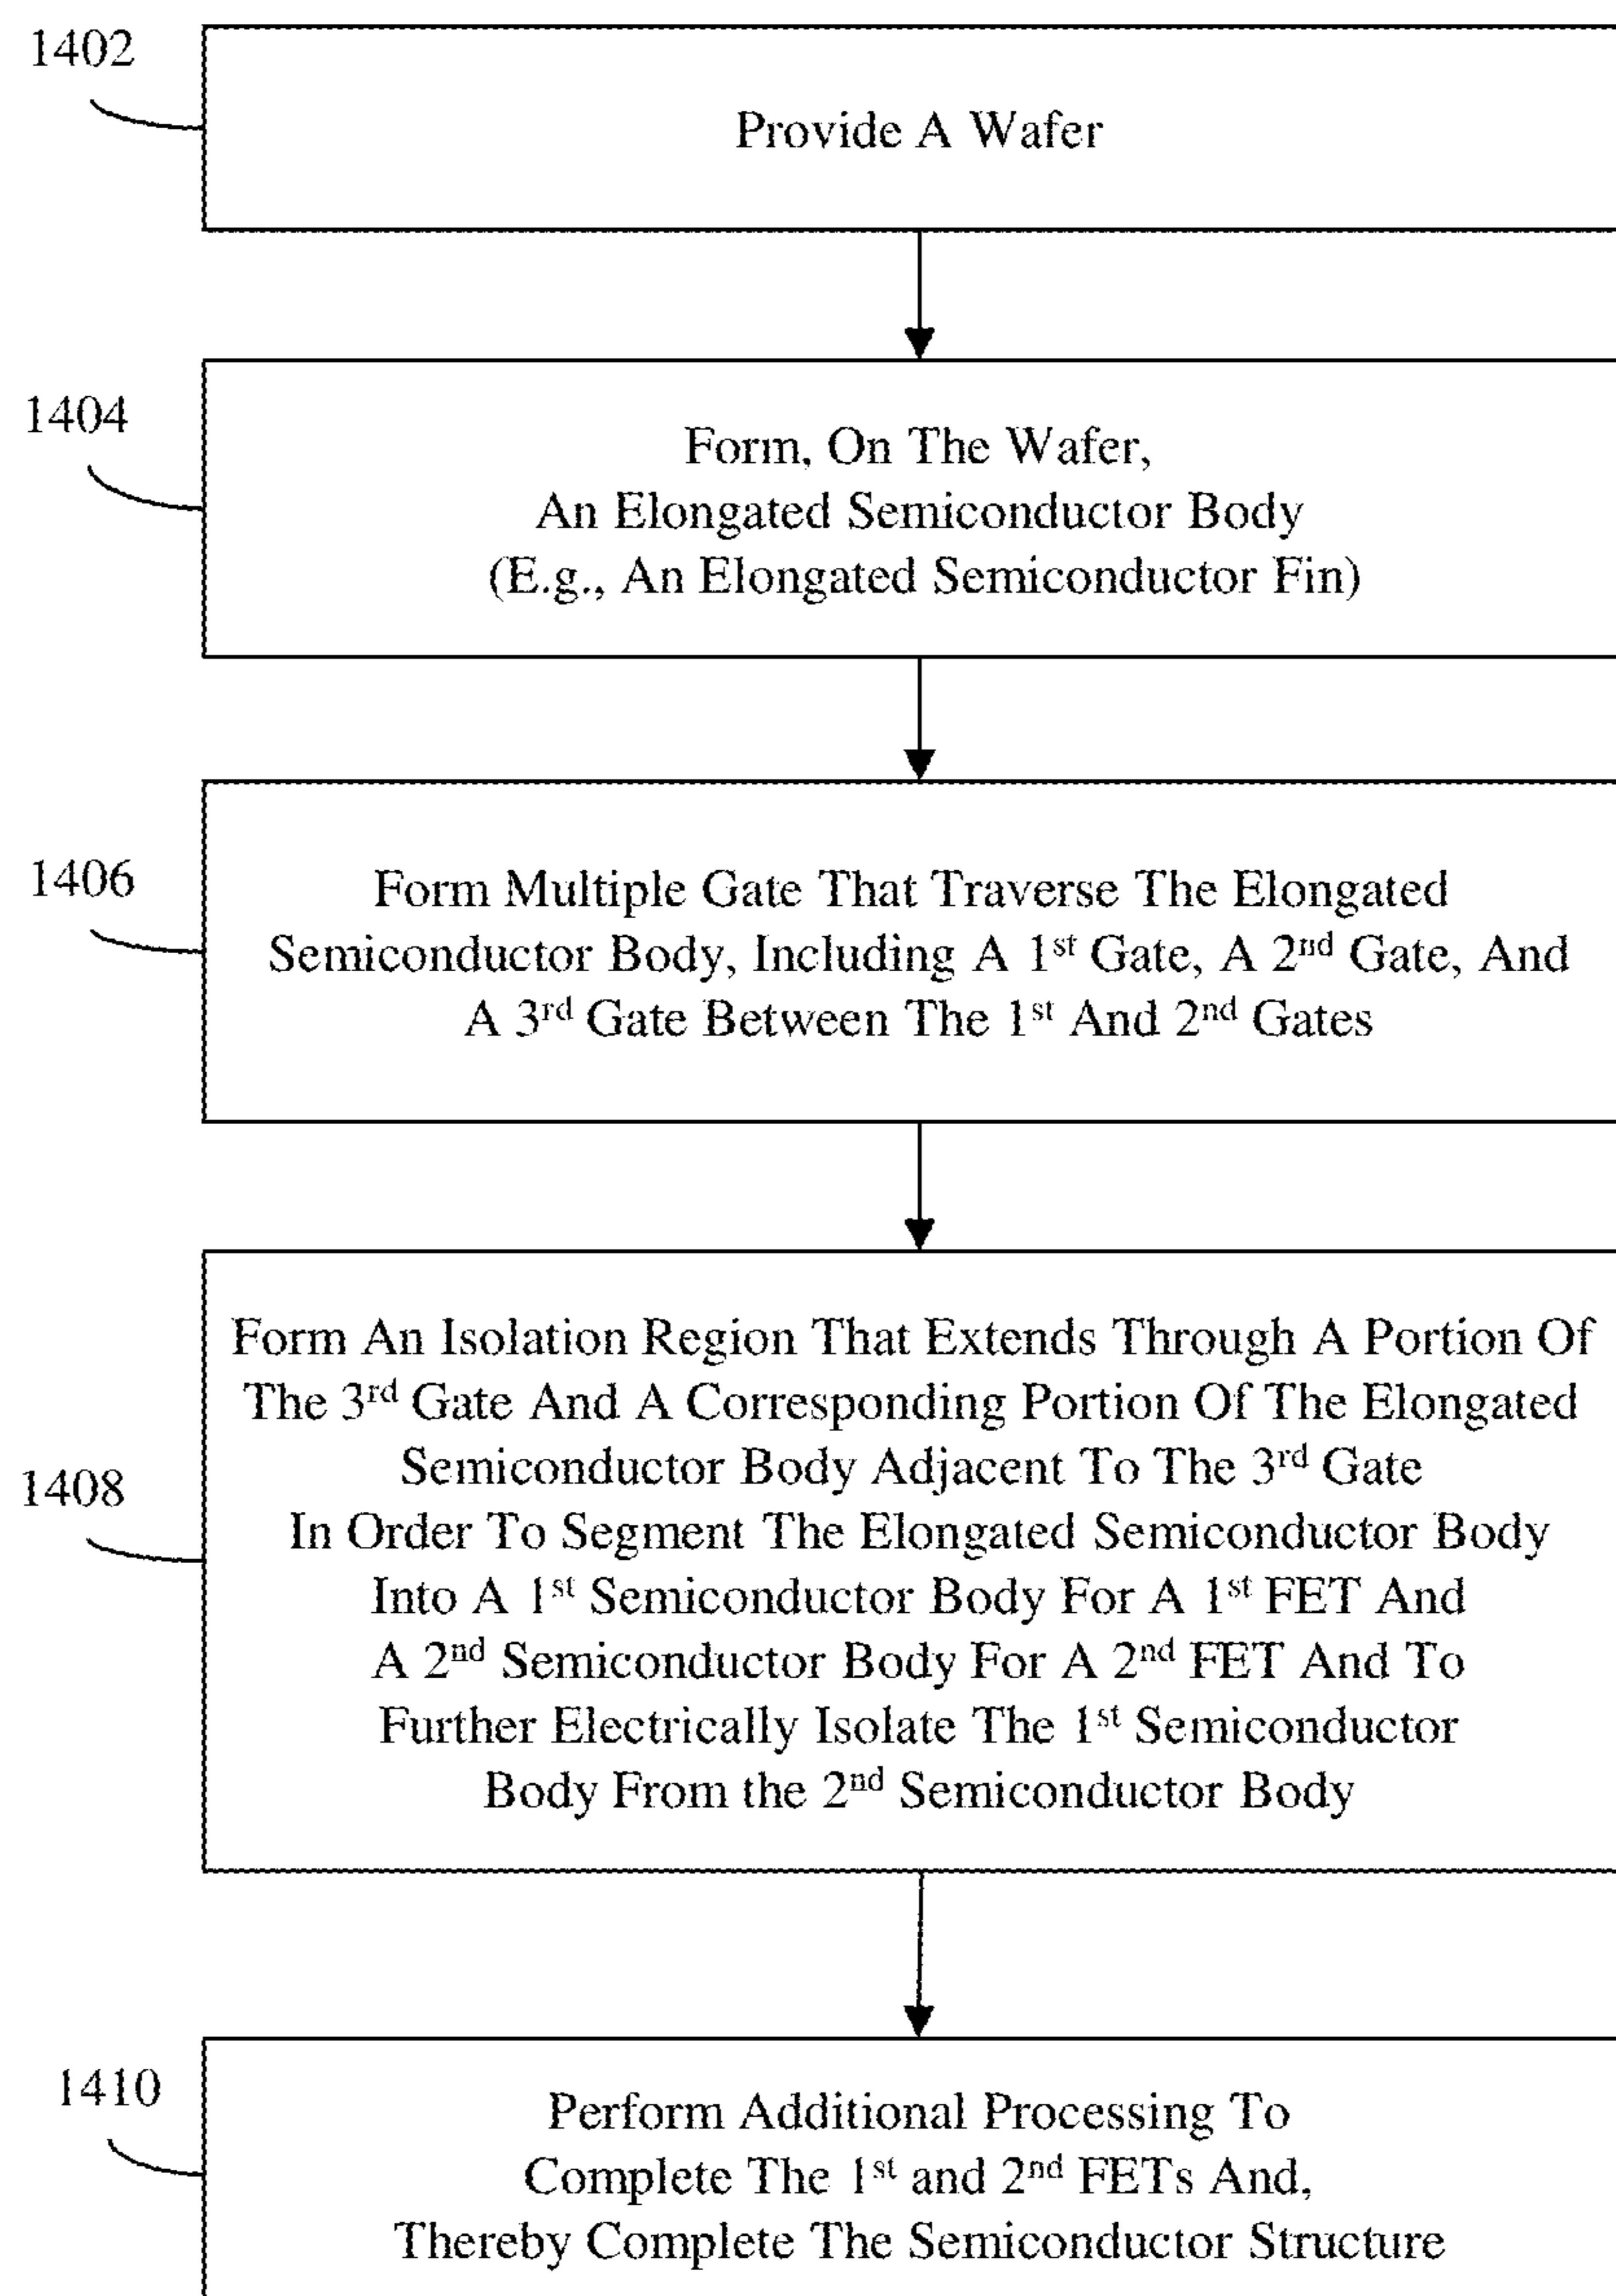 1402
Provide A Wafer
1404
Form, On The Wafer,
An Elongated Semiconductor Body
(E.g., An Elongated Semiconductor Fin)
1406
Form Multiple Gate That Traverse The Elongated
Semiconductor Body, Including A 1st Gate, A 2nd Gate, And
A 3rd Gate Between The 1st And 2nd Gates
1408
Form An Isolation Region That Extends Through A Portion Of
The 3rd Gate And A Corresponding Portion Of The Elongated
Semiconductor Body Adjacent To The 3rd Gate
In Order To Segment The Elongated Semiconductor Body
Into A 1st Semiconductor Body For A 1st FET And
A 2nd Semiconductor Body For A 2nd FET And To
Further Electrically Isolate The 1st Semiconductor
Body From the 2nd Semiconductor Body
1410
Perform Additional Processing To
Complete The 1st and 2nd FETs And,
Thereby Complete The Semiconductor Structure